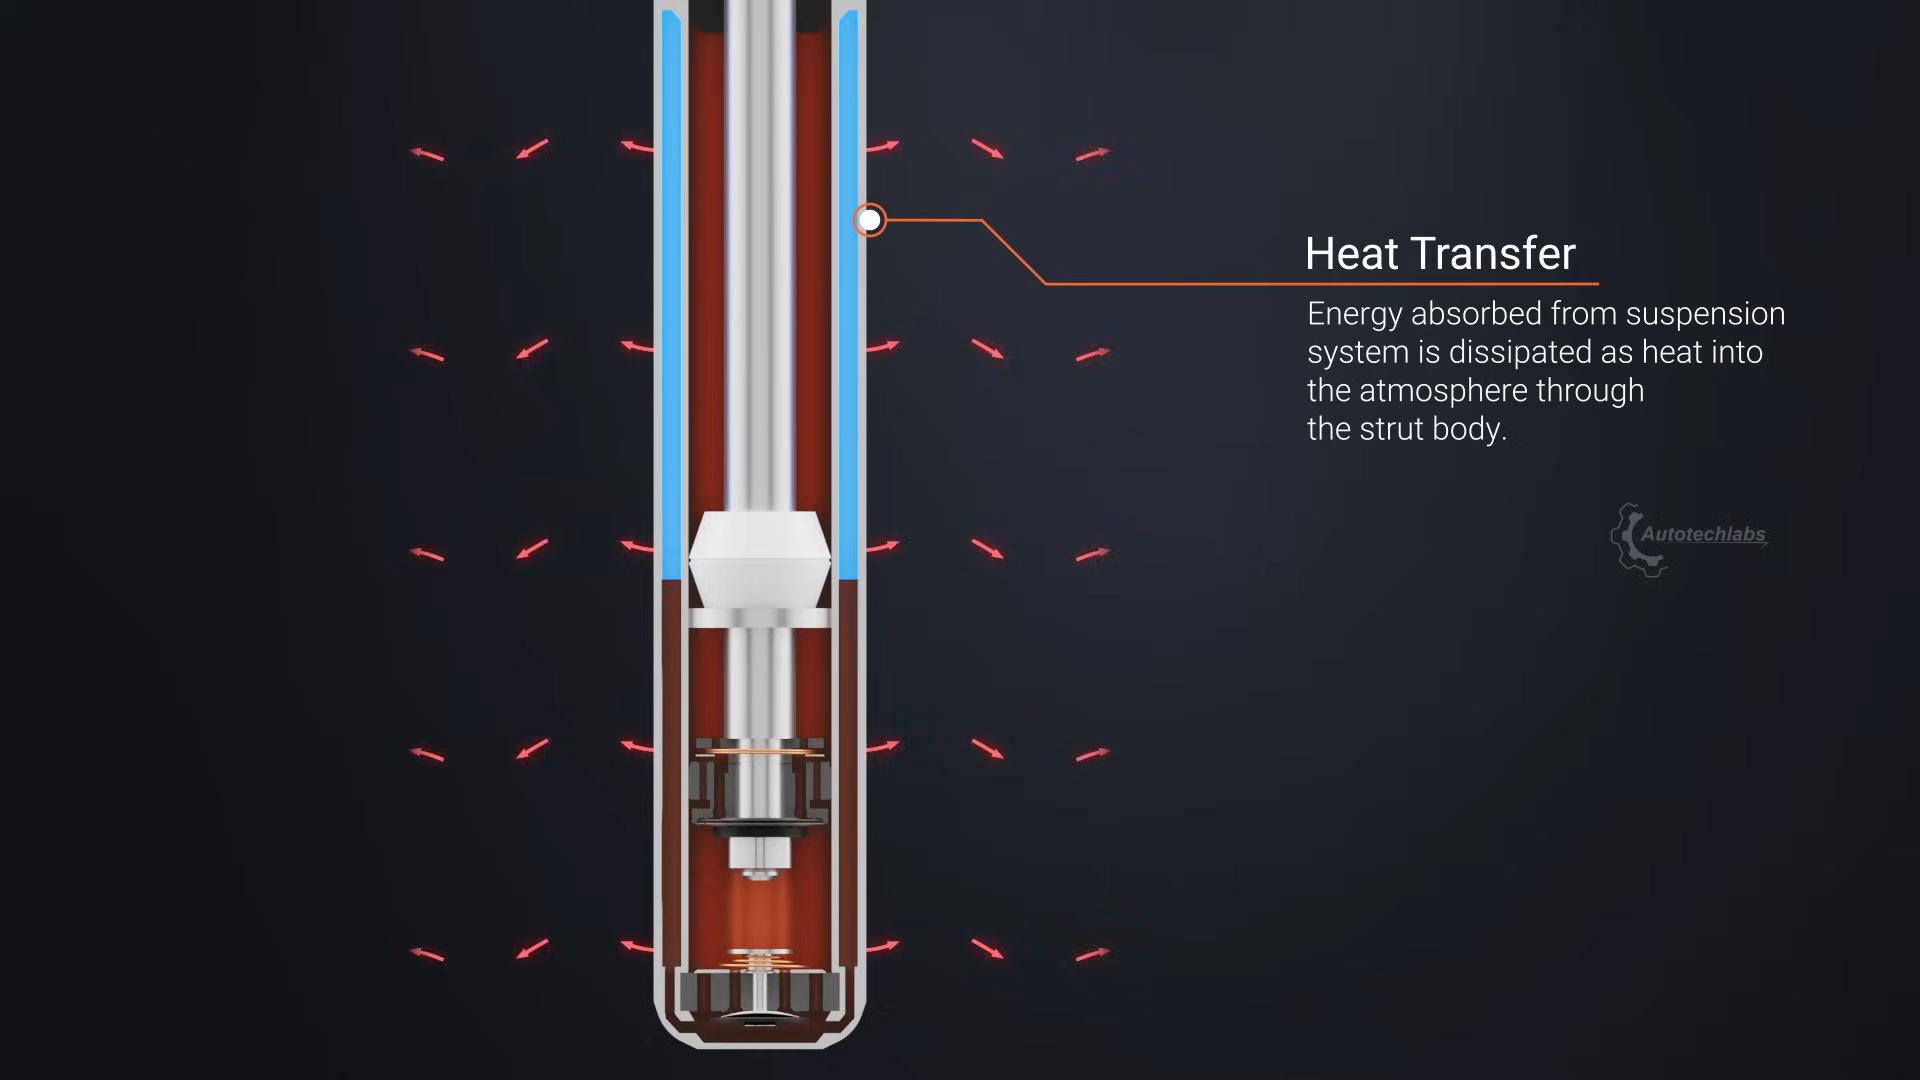 Heat Transfer
Energy absorbed from suspension
system is dissipated as heat into
the atmosphere through
the strut body.
Autotechlabs